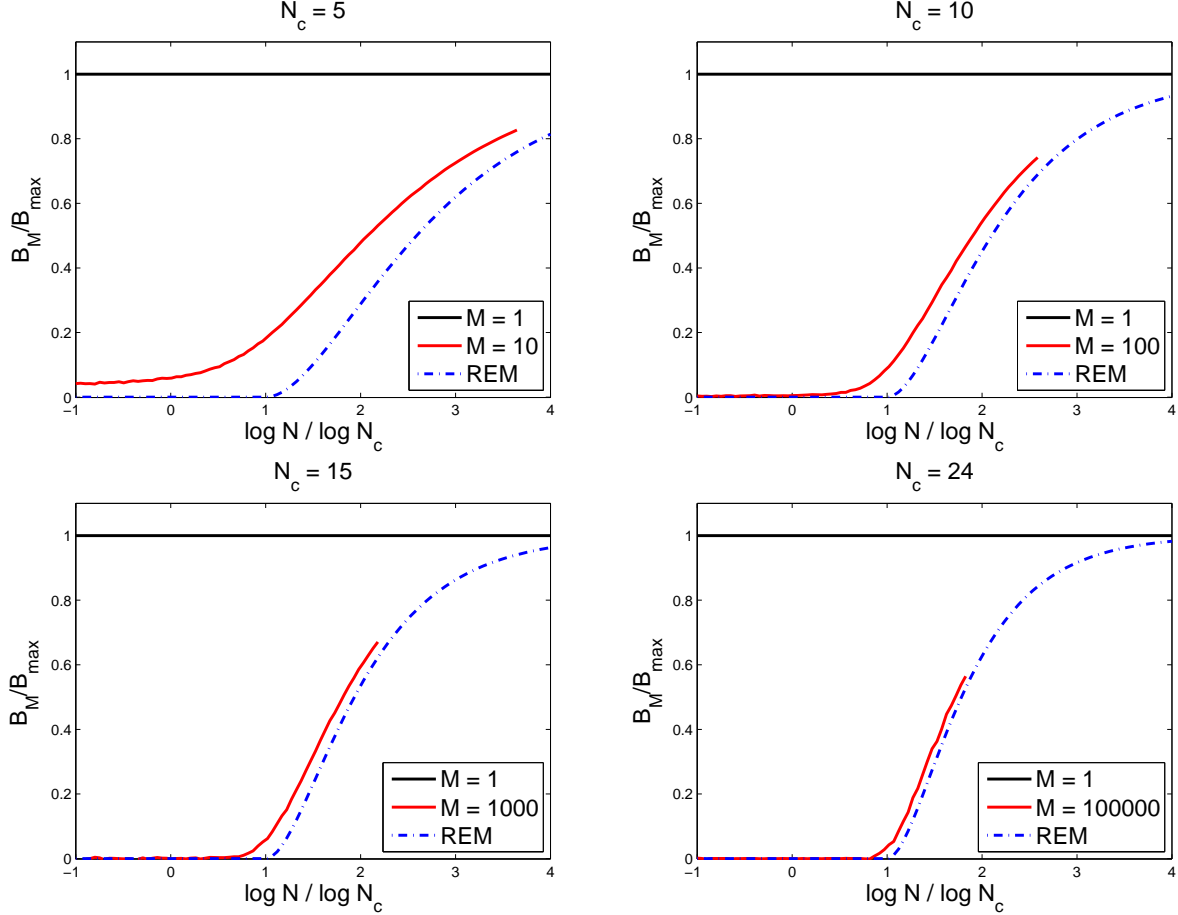 N_c = 5
1
0.8
0.6
0.4
0.2
0
B_M/B_max
−1 0 1 2 3 4
log N / log N_c
M = 1
M = 10
REM
N_c = 10
1
0.8
0.6
0.4
0.2
0
B_M/B_max
−1 0 1 2 3 4
log N / log N_c
M = 1
M = 100
REM
N_c = 15
1
0.8
0.6
0.4
0.2
0
B_M/B_max
−1 0 1 2 3 4
log N / log N_c
M = 1
M = 1000
REM
N_c = 24
1
0.8
0.6
0.4
0.2
0
B_M/B_max
−1 0 1 2 3 4
log N / log N_c
M = 1
M = 100000
REM